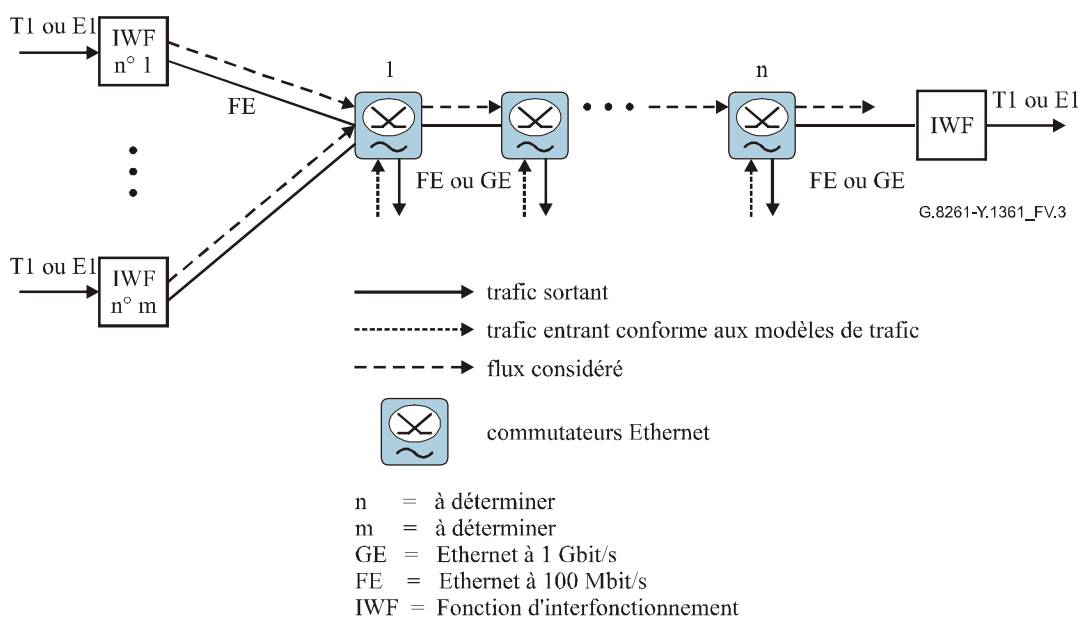 T1 ou E1
IWF
n° 1
FE
1
n
FE ou GE
FE ou GE
IWF
T1 ou E1
G.8261-Y.1361_FV.3
T1 ou E1
IWF
n° m
trafic sortant
trafic entrant conforme aux modèles de trafic
flux considéré
commutateurs Ethernet
n = à déterminer
m = à déterminer
GE = Ethernet à 1 Gbit/s
FE = Ethernet à 100 Mbit/s
IWF = Fonction d'interfonctionnement